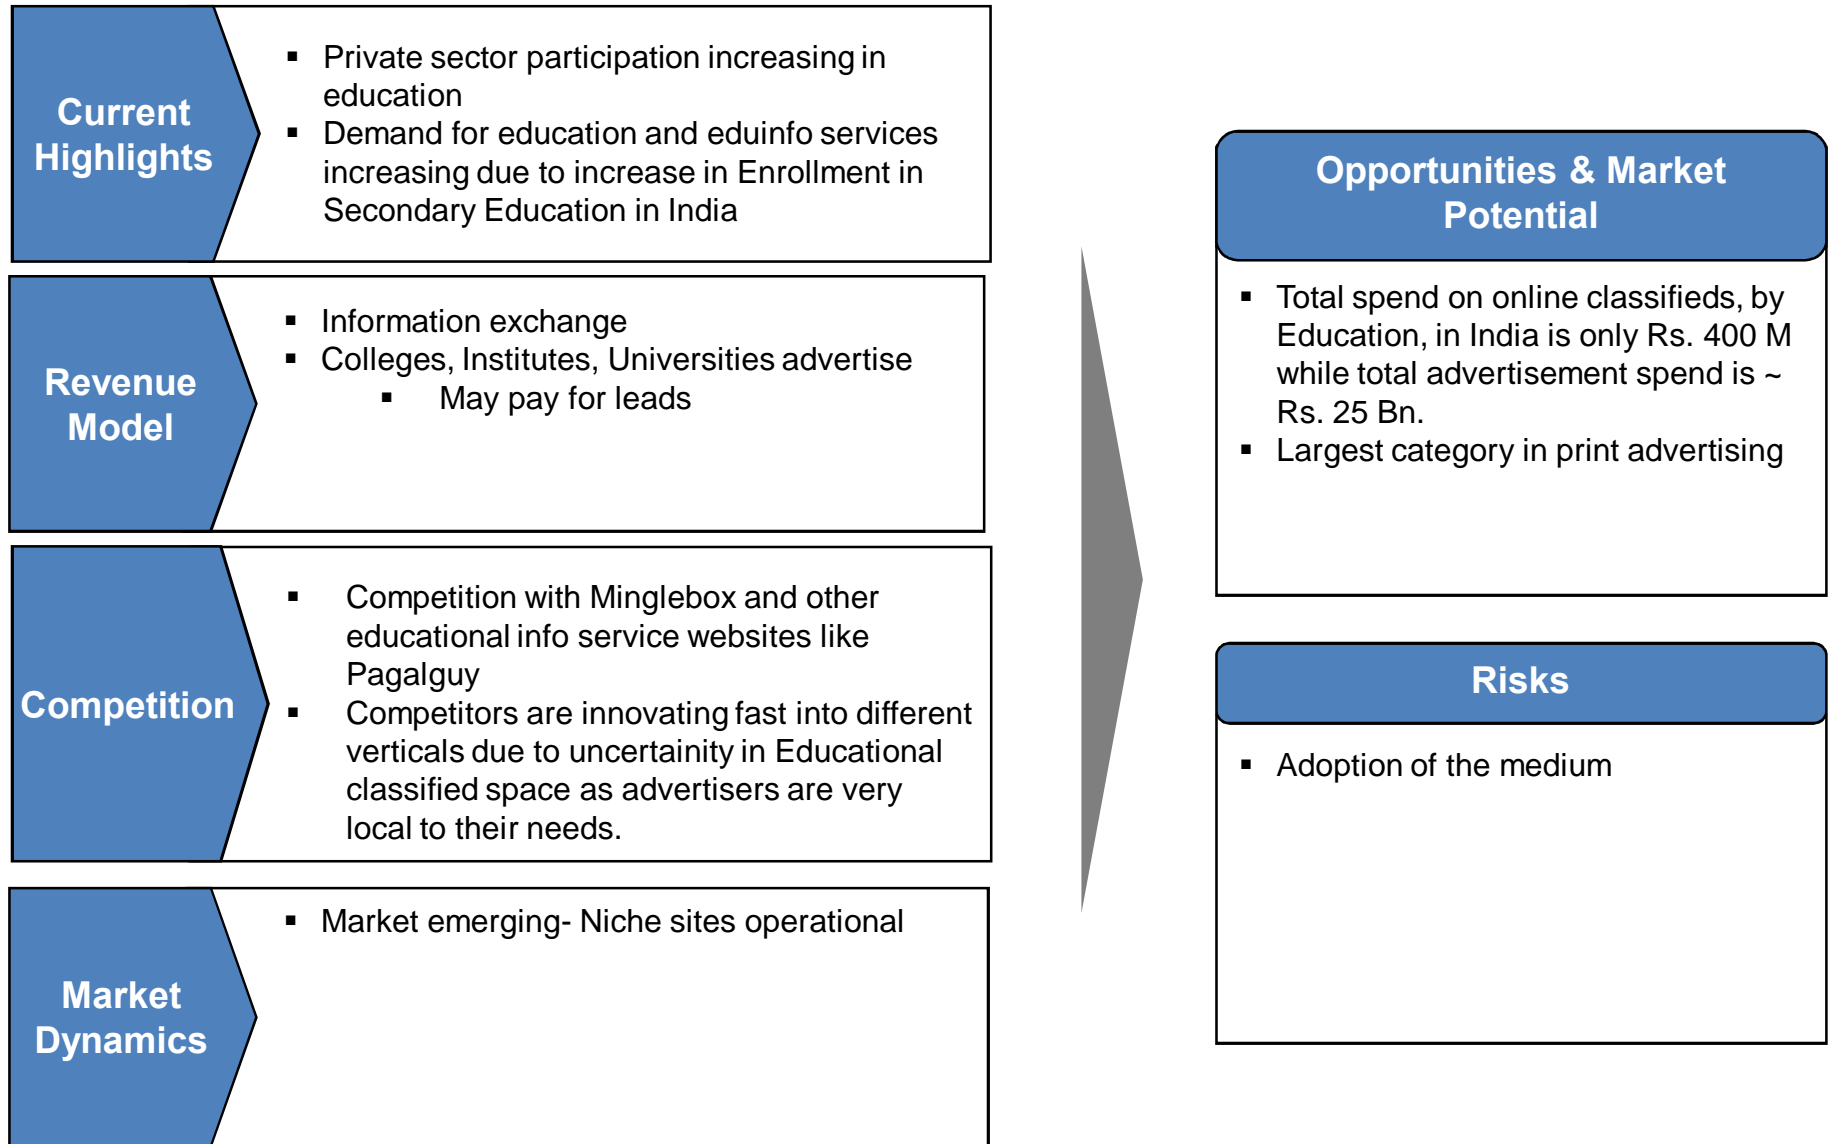 Current
Highlights
▪ Private sector participation increasing in
education
▪ Demand for education and eduinfo services
increasing due to increase in Enrollment in
Secondary Education in India
Revenue
Model
▪ Information exchange
▪ Colleges, Institutes, Universities advertise
▪ May pay for leads
Competition
▪ Competition with Minglebox and other
educational info service websites like
Pagalguy
▪ Competitors are innovating fast into different
verticals due to uncertainity in Educational
classified space as advertisers are very
local to their needs.
Market
Dynamics
▪ Market emerging- Niche sites operational
Opportunities & Market
Potential
▪ Total spend on online classifieds, by
Education, in India is only Rs. 400 M
while total advertisement spend is ~
Rs. 25 Bn.
▪ Largest category in print advertising
Risks
▪ Adoption of the medium